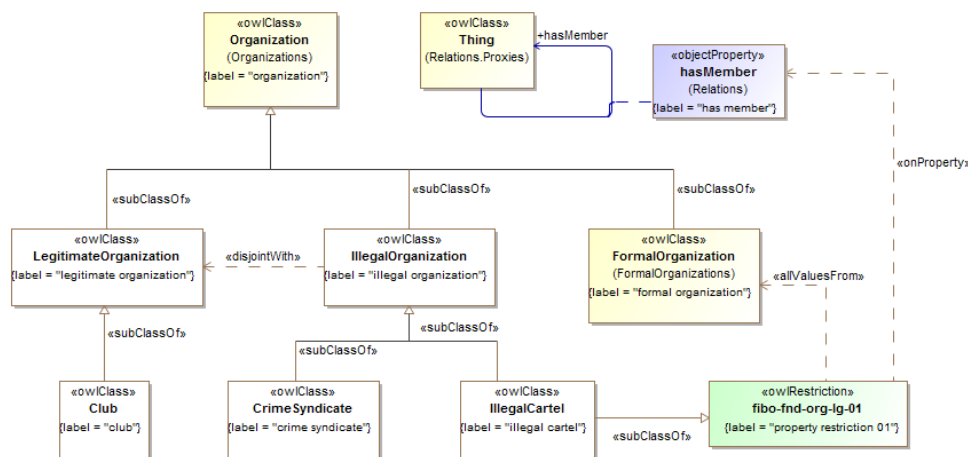 «owlClass»
Organization
(Organizations)
{label = "organization"}
«owlClass»
Thing
(Relations.Proxies)
+hasMember
«objectProperty»
hasMember
(Relations)
{label = "has member"}
«onProperty»
«subClassOf»
«subClassOf»
«subClassOf»
«owlClass»
LegitimateOrganization
{label = "legitimate organization"}
«disjointWith»
«owlClass»
IllegalOrganization
{label = "illegal organization"}
«owlClass»
FormalOrganization
(FormalOrganizations)
{label = "formal organization"}
«allValuesFrom»
«subClassOf»
«subClassOf»
«subClassOf»
«owlClass»
Club
{label = "club"}
«owlClass»
CrimeSyndicate
{label = "crime syndicate"}
«owlClass»
IllegalCartel
{label = "illegal cartel"}
«subClassOf»
«owlRestriction»
fibo-fnd-org-lg-01
{label = "property restriction 01"}